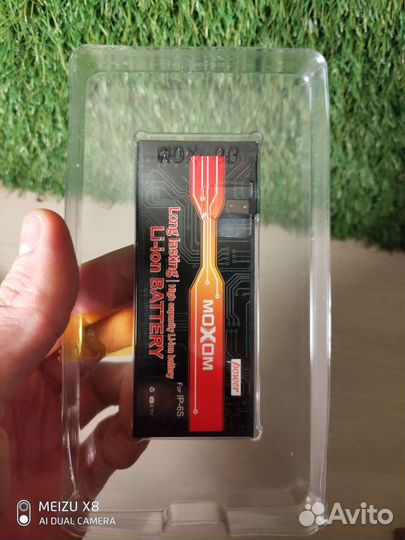 MOXOM
power
Long lasting
High capacity Li-ion battery
Li-ion BATTERY
For IP-6S
MEIZU X8
AI DUAL CAMERA
Avito